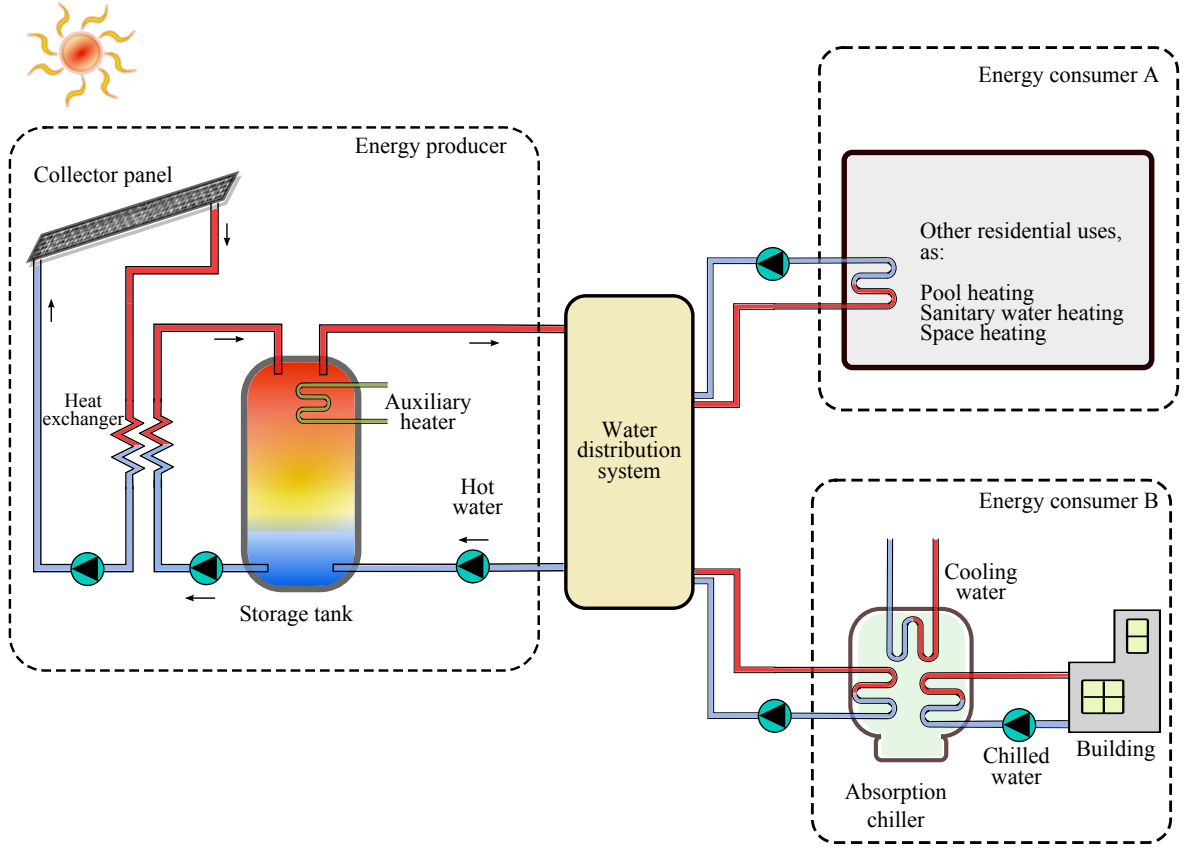 Energy consumer A
Energy producer
Collector panel
Other residential uses,
as:
Pool heating
Sanitary water heating
Space heating
Heat
exchanger
Auxiliary
heater
Water
distribution
system
Hot
water
Storage tank
Energy consumer B
Cooling
water
Chilled
water
Building
Absorption
chiller